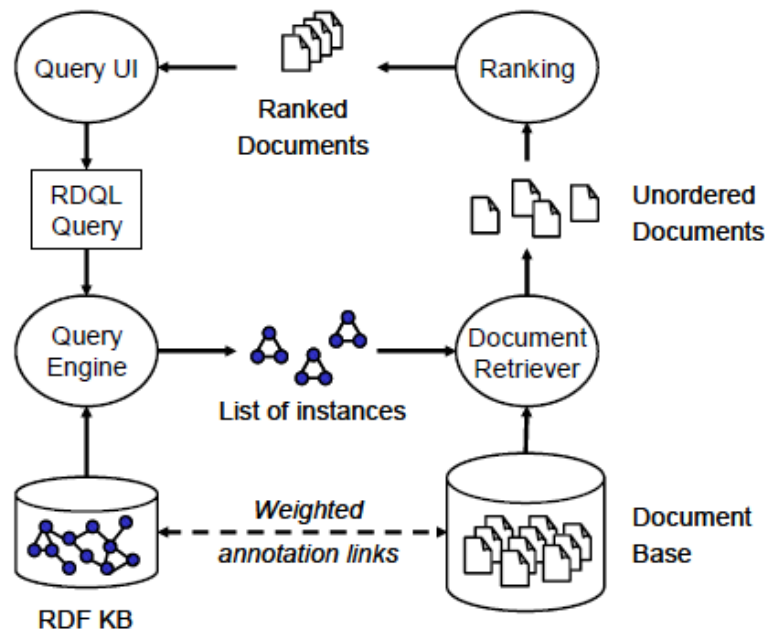 Query UI
Ranked
Documents
Ranking
RDQL
Query
Unordered
Documents
Query
Engine
List of instances
Document
Retriever
Weighted
annotation links
Document
Base
RDF KB